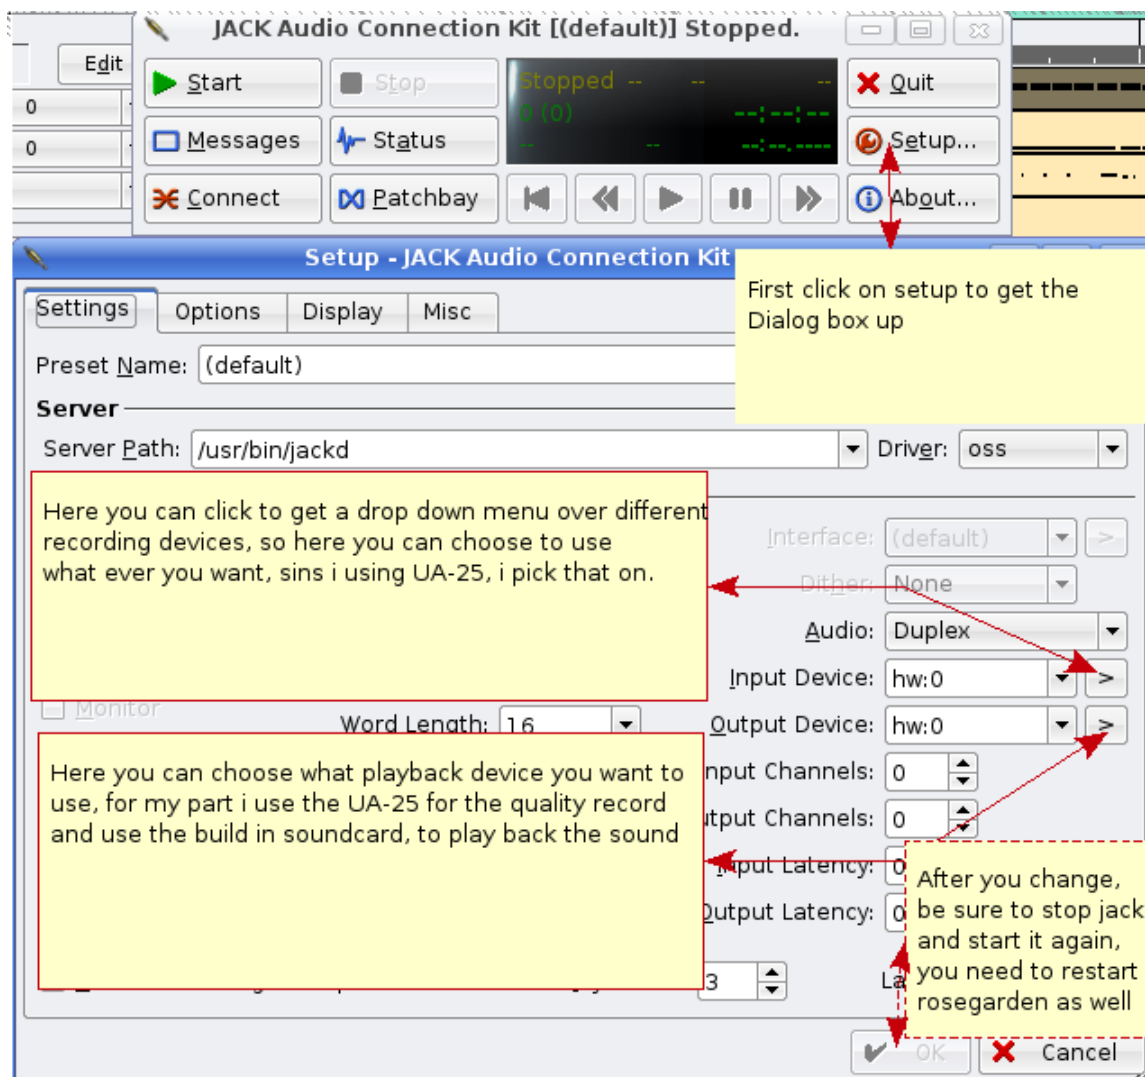 JACK Audio Connection Kit [(default)] Stopped.
Edit
Start
Stop
Stopped -- -- --
Quit
0
0 (0) --:--:--
0
Messages
Status
-- -- --:--.----
Setup...
Connect
Patchbay
About...
Setup - JACK Audio Connection Kit
First click on setup to get the
Dialog box up
Settings
Options
Display
Misc
Preset Name: (default)
Server
Server Path: /usr/bin/jackd
Driver: oss
Here you can click to get a drop down menu over different
recording devices, so here you can choose to use
what ever you want, sins i using UA-25, i pick that on.
Interface: (default) >
Dither: None
Audio: Duplex
Input Device: hw:0 >
Monitor
Word Length: 16
Output Device: hw:0 >
Here you can choose what playback device you want to
use, for my part i use the UA-25 for the quality record
and use the build in soundcard, to play back the sound
nput Channels: 0
utput Channels: 0
Input Latency: 0
Output Latency: 0
After you change,
be sure to stop jack
and start it again,
you need to restart
rosegarden as well
3
La
OK
Cancel